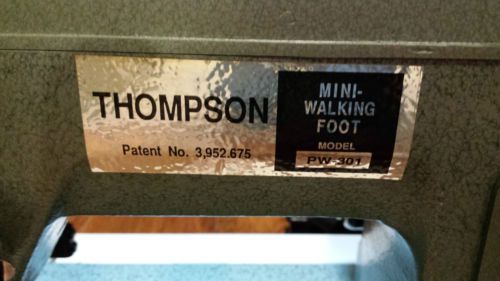 THOMPSON
Patent No. 3,952.675
MINI-
WALKING
FOOT
MODEL
PW-301